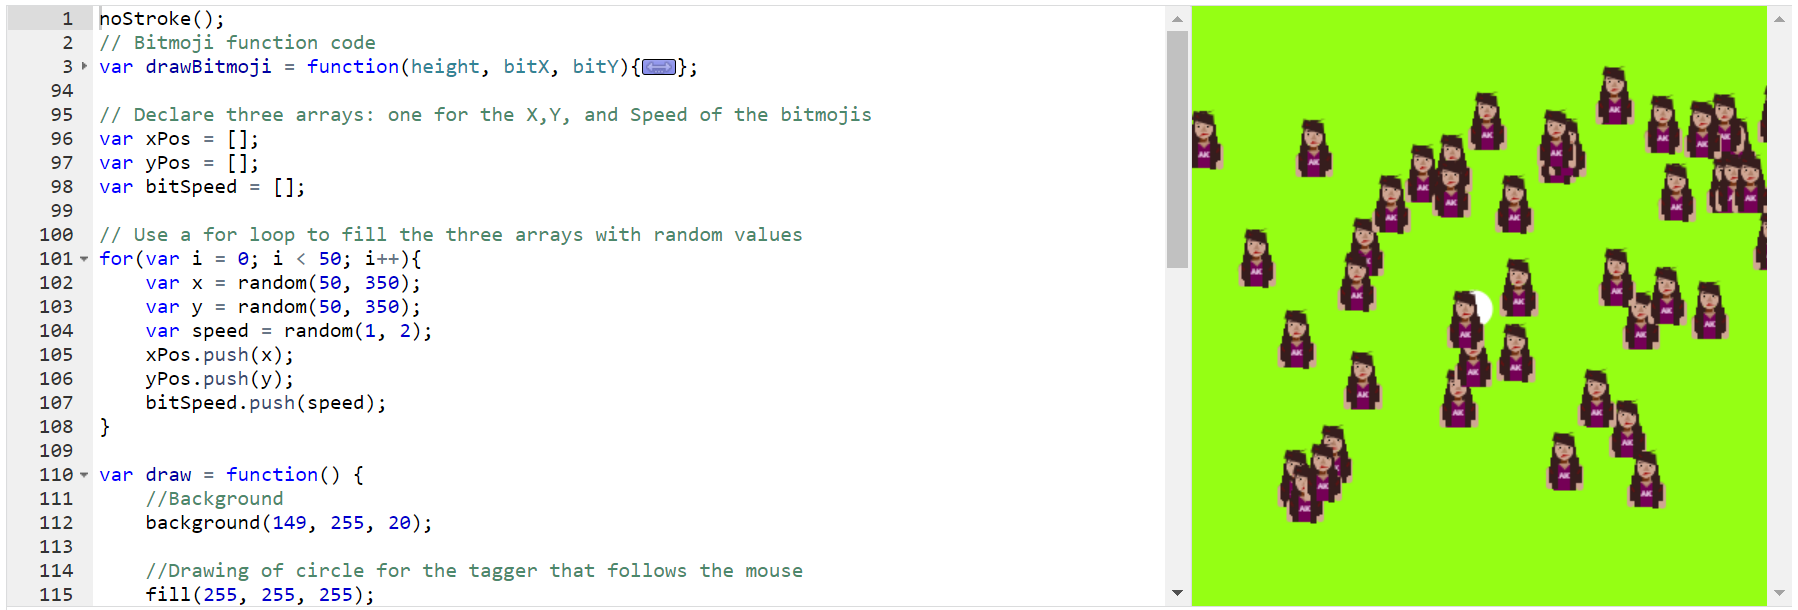 1 noStroke();
2 // Bitmoji function code
3 var drawBitmoji = function(height, bitX, bitY){<->};
94
95 // Declare three arrays: one for the X,Y, and Speed of the bitmojis
96 var xPos = [];
97 var yPos = [];
98 var bitSpeed = [];
99
100 // Use a for loop to fill the three arrays with random values
101 for(var i = 0; i < 50; i++){
102 var x = random(50, 350);
103 var y = random(50, 350);
104 var speed = random(1, 2);
105 xPos.push(x);
106 yPos.push(y);
107 bitSpeed.push(speed);
108 }
109
110 var draw = function() {
111 //Background
112 background(149, 255, 20);
113
114 //Drawing of circle for the tagger that follows the mouse
115 fill(255, 255, 255);
AK